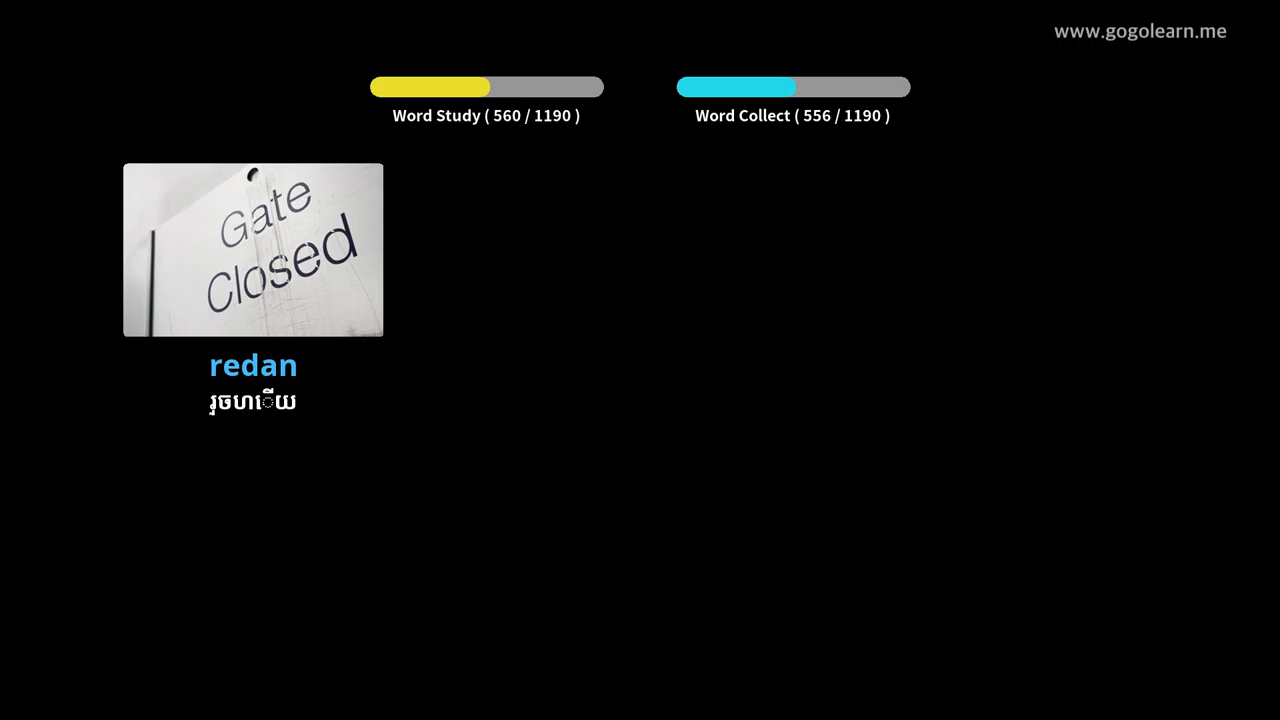 www.gogolearn.me
Word Study ( 560 / 1190 )
Word Collect ( 556 / 1190 )
Gate
Closed
redan
រួចហើយ